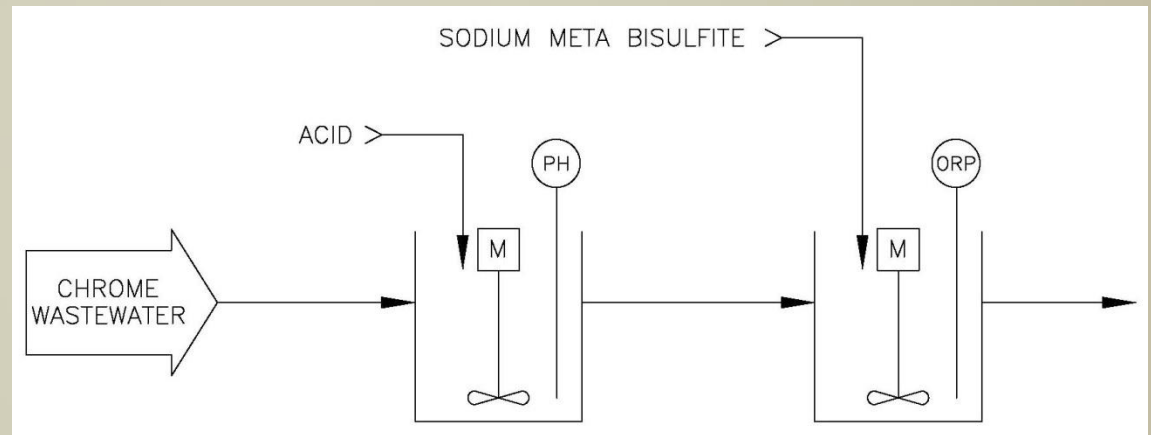 SODIUM META BISULFITE
ACID
PH
ORP
M
M
CHROME
WASTEWATER